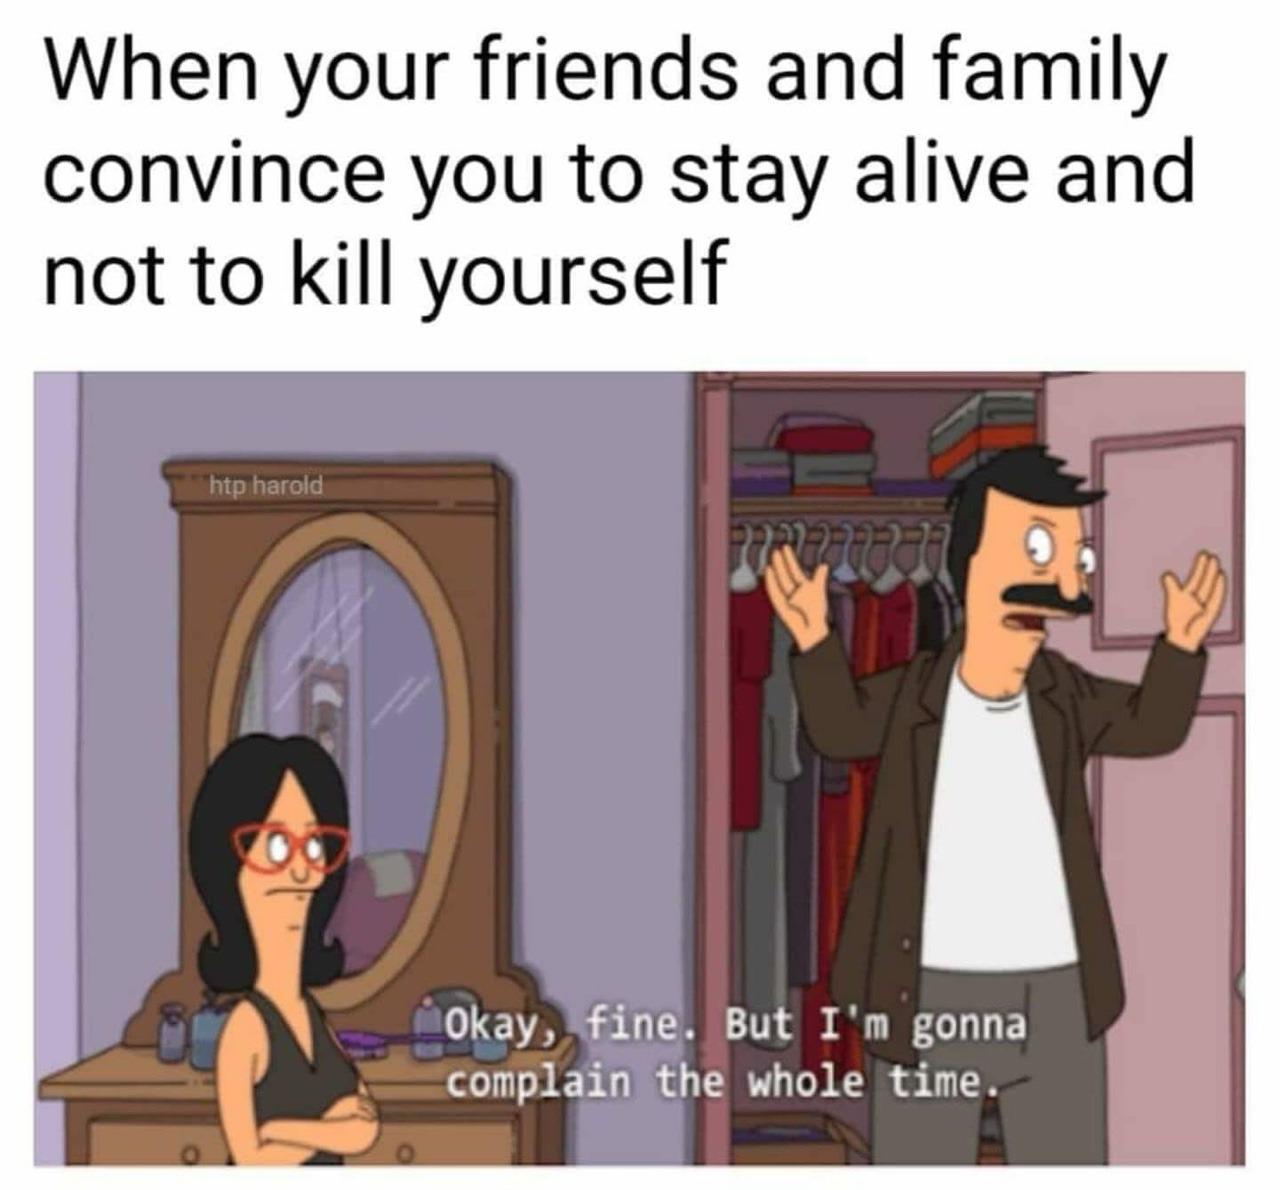 When your friends and family
convince you to stay alive and
not to kill yourself
htp harold
Okay, fine. But I'm gonna
complain the whole time.